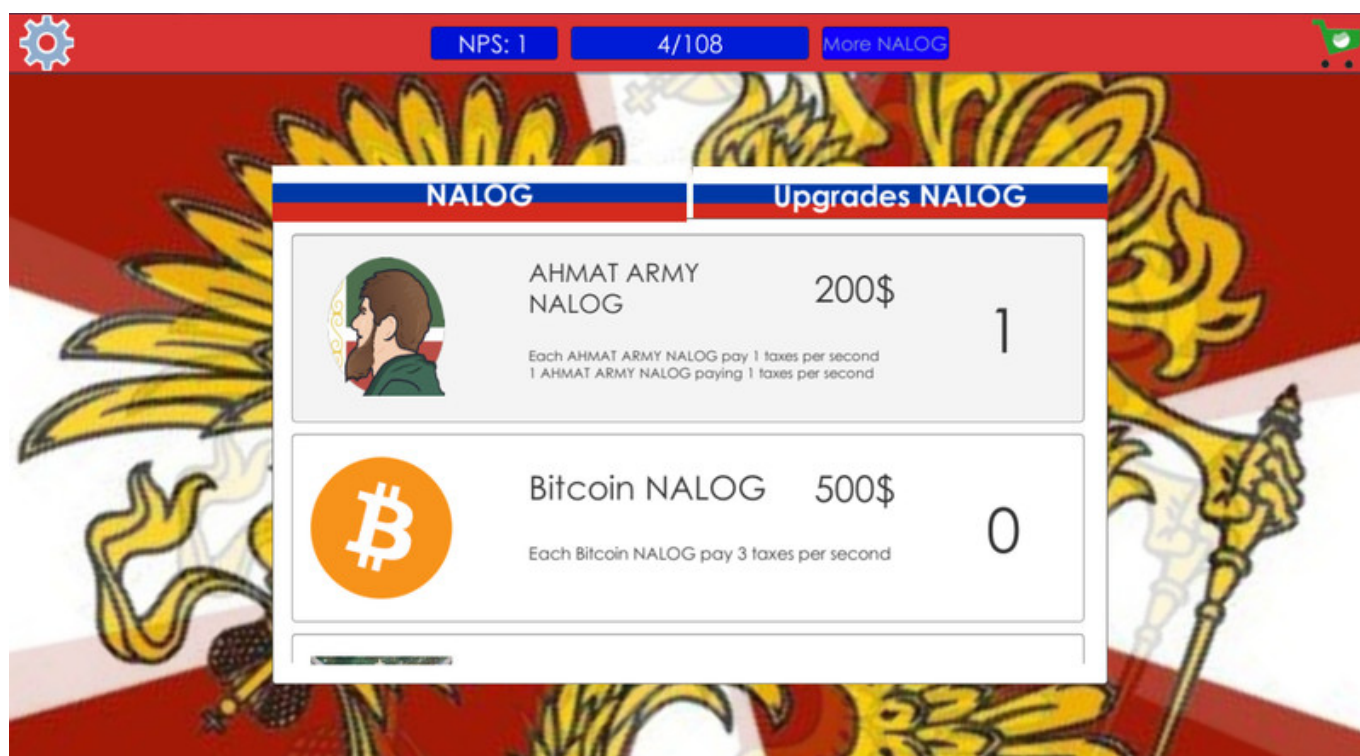 NPS: 1
4/108
More NALOG
NALOG
Upgrades NALOG
AHMAT ARMY
NALOG
200$
1
Each AHMAT ARMY NALOG pay 1 taxes per second
1 AHMAT ARMY NALOG paying 1 taxes per second
Bitcoin NALOG
500$
0
Each Bitcoin NALOG pay 3 taxes per second